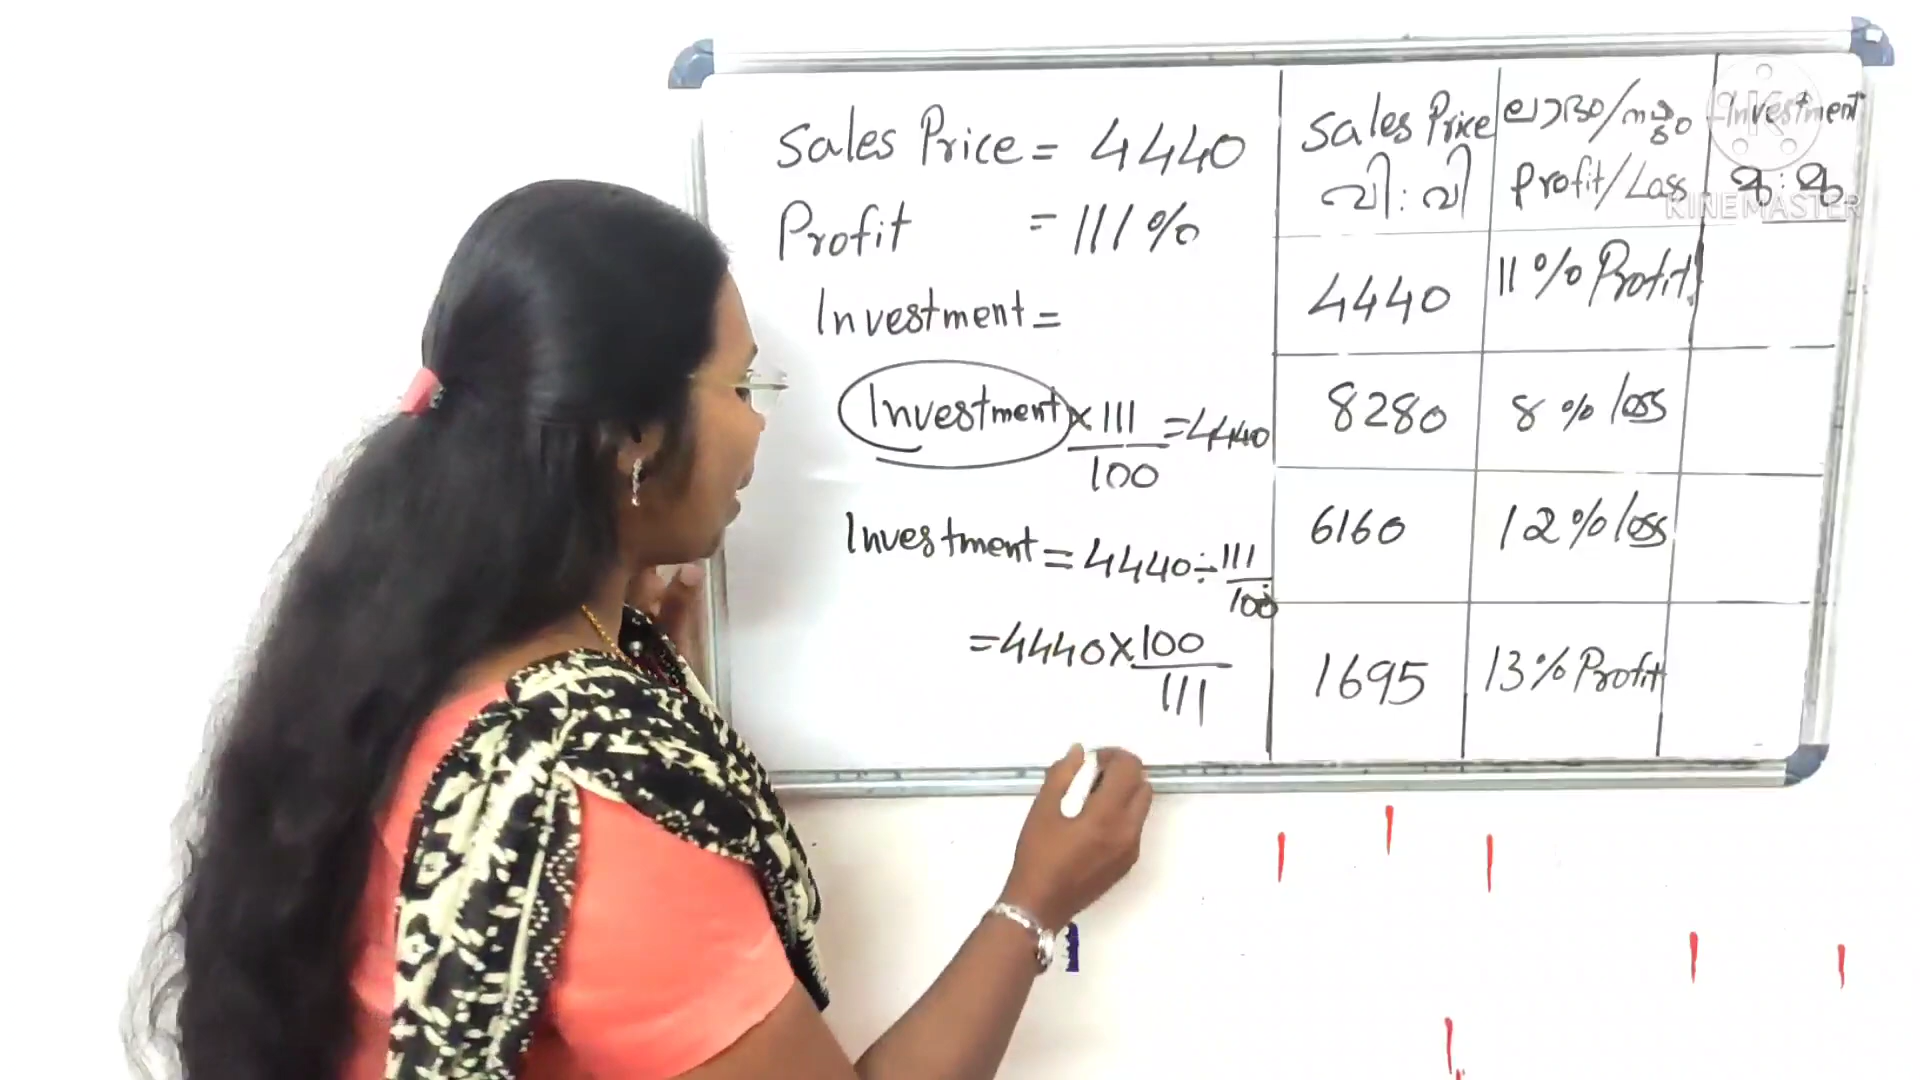 Sales Price = 4440
Profit = 111%
Investment =
Investment × 111/100 = 4440
Investment = 4440 ÷ 111/100
= 4440 × 100/111
Sales Price ലാഭം/നഷ്ടം Investment
വി:വി Profit/Loss മു:മു
KINEMASTER
4440 11% Profit
8280 8% loss
6160 12% loss
1695 13% Profit